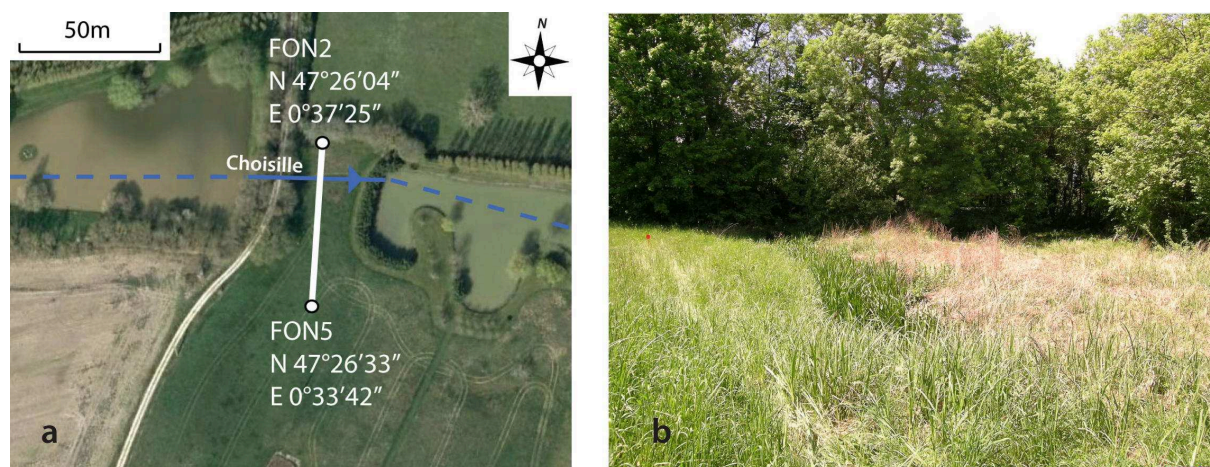 50m
N
FON2
N 47°26’04”
E 0°37’25”
Choisille
FON5
N 47°26’33”
E 0°33’42”
a
b